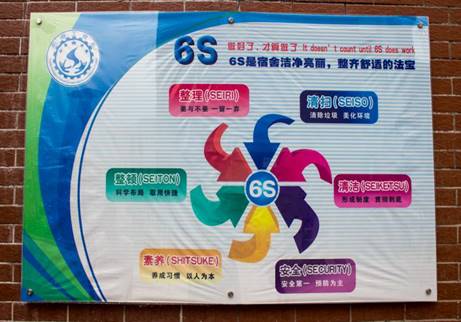 6S
做好了、才算做了 It doesn't count until 6S does work
6S是宿舍洁净亮丽，整齐舒适的法宝
整理(SEIRI)
要与不要 一留一弃
清扫(SEISO)
清除垃圾 美化环境
整顿(SEITON)
科学布局 取用快捷
6S
清洁(SEIKETSU)
形成制度 贯彻到底
素养(SHITSUKE)
养成习惯 以人为本
安全(SECURITY)
安全第一 预防为主